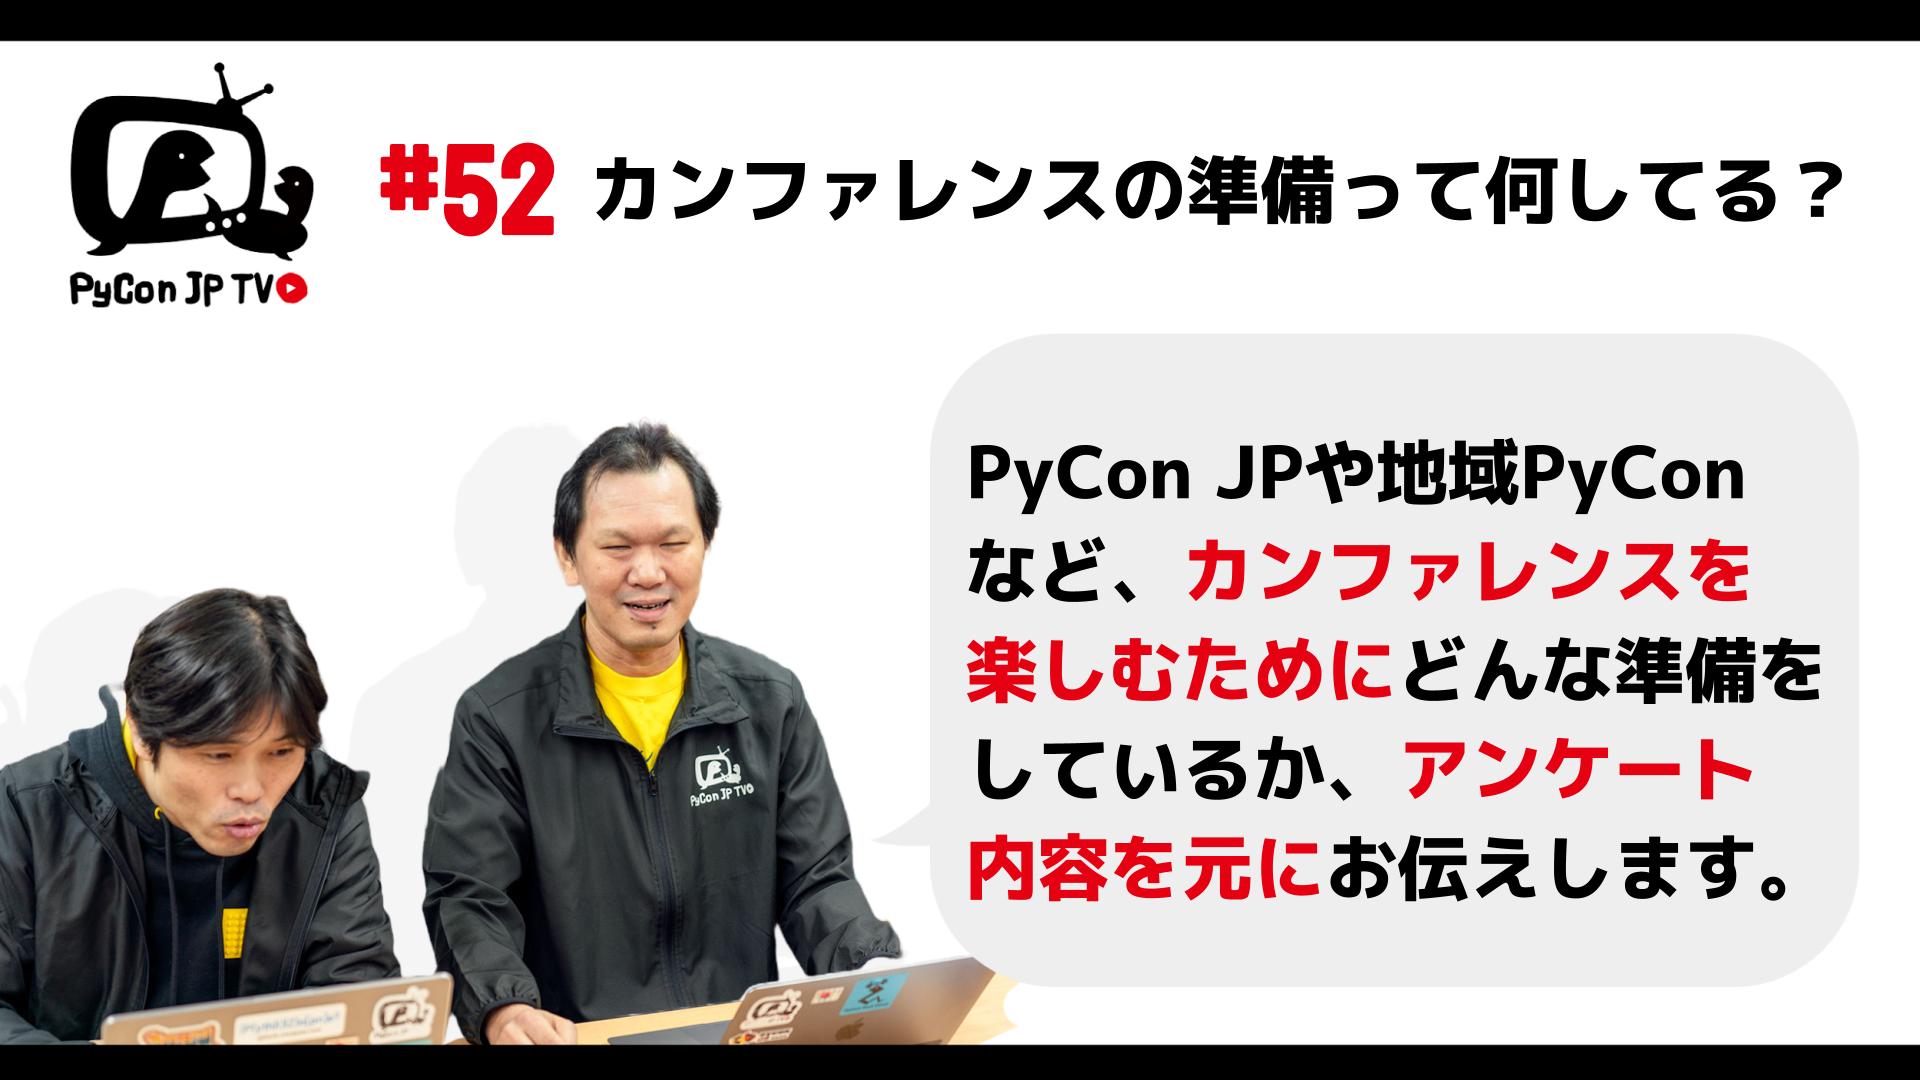 #52 カンファレンスの準備って何してる？
PyCon JP TV
PyCon JPや地域PyCon
など、カンファレンスを
楽しむためにどんな準備を
しているか、アンケート
内容を元にお伝えします。
PyCon JP TV